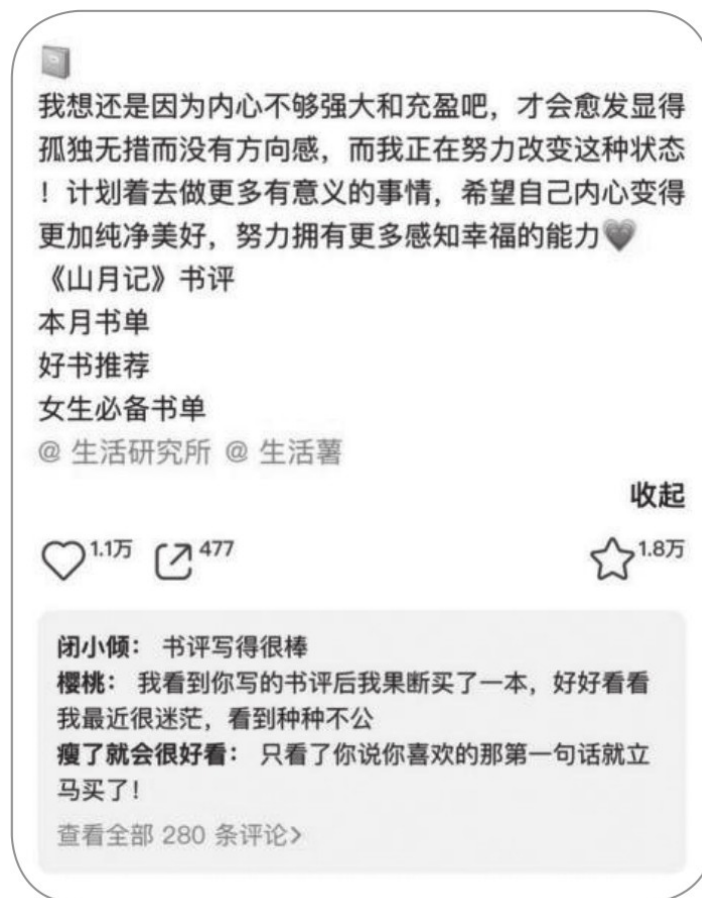 我想还是因为内心不够强大和充盈吧，才会愈发显得
孤独无措而没有方向感，而我正在努力改变这种状态
！计划着去做更多有意义的事情，希望自己内心变得
更加纯净美好，努力拥有更多感知幸福的能力
《山月记》书评
本月书单
好书推荐
女生必备书单
@ 生活研究所 @ 生活薯
收起
1.1万 477 1.8万
闭小倾： 书评写得很棒
樱桃： 我看到你写的书评后我果断买了一本，好好看看
我最近很迷茫，看到种种不公
瘦了就会很好看： 只看了你说你喜欢的那第一句话就立
马买了！
查看全部 280 条评论>